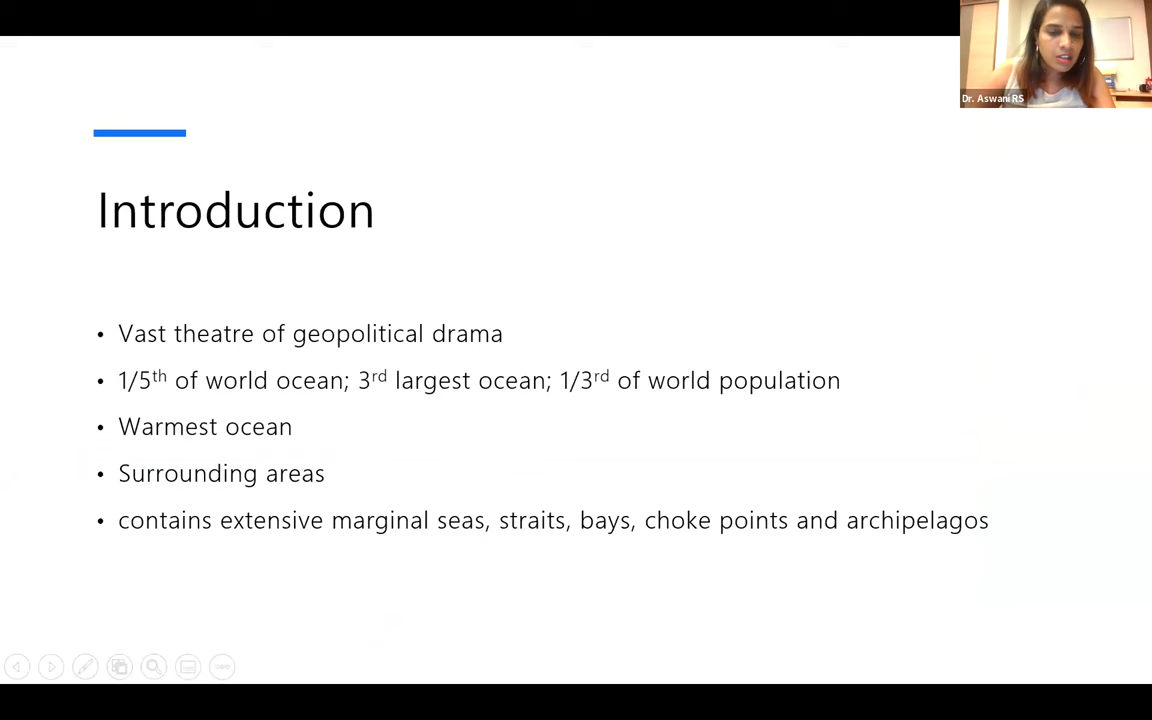 Dr. Aswani RS
Introduction
• Vast theatre of geopolitical drama
• 1/5th of world ocean; 3rd largest ocean; 1/3rd of world population
• Warmest ocean
• Surrounding areas
• contains extensive marginal seas, straits, bays, choke points and archipelagos